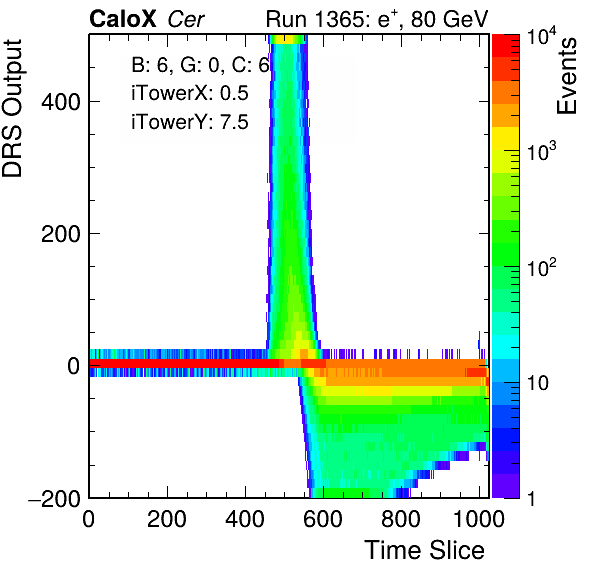 CaloX Cer Run 1365: e+, 80 GeV
B: 6, G: 0, C: 6
iTowerX: 0.5
iTowerY: 7.5
DRS Output
400
200
0
−200
0 200 400 600 800 1000
Time Slice
10^4
10^3
10^2
10
1
Events